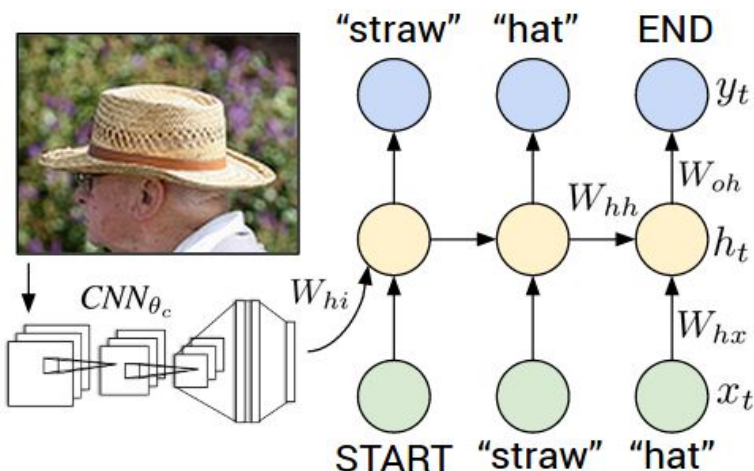 “straw” “hat” END
y_t
W_oh
W_hh
h_t
CNN_θc
W_hi
W_hx
x_t
START “straw” “hat”